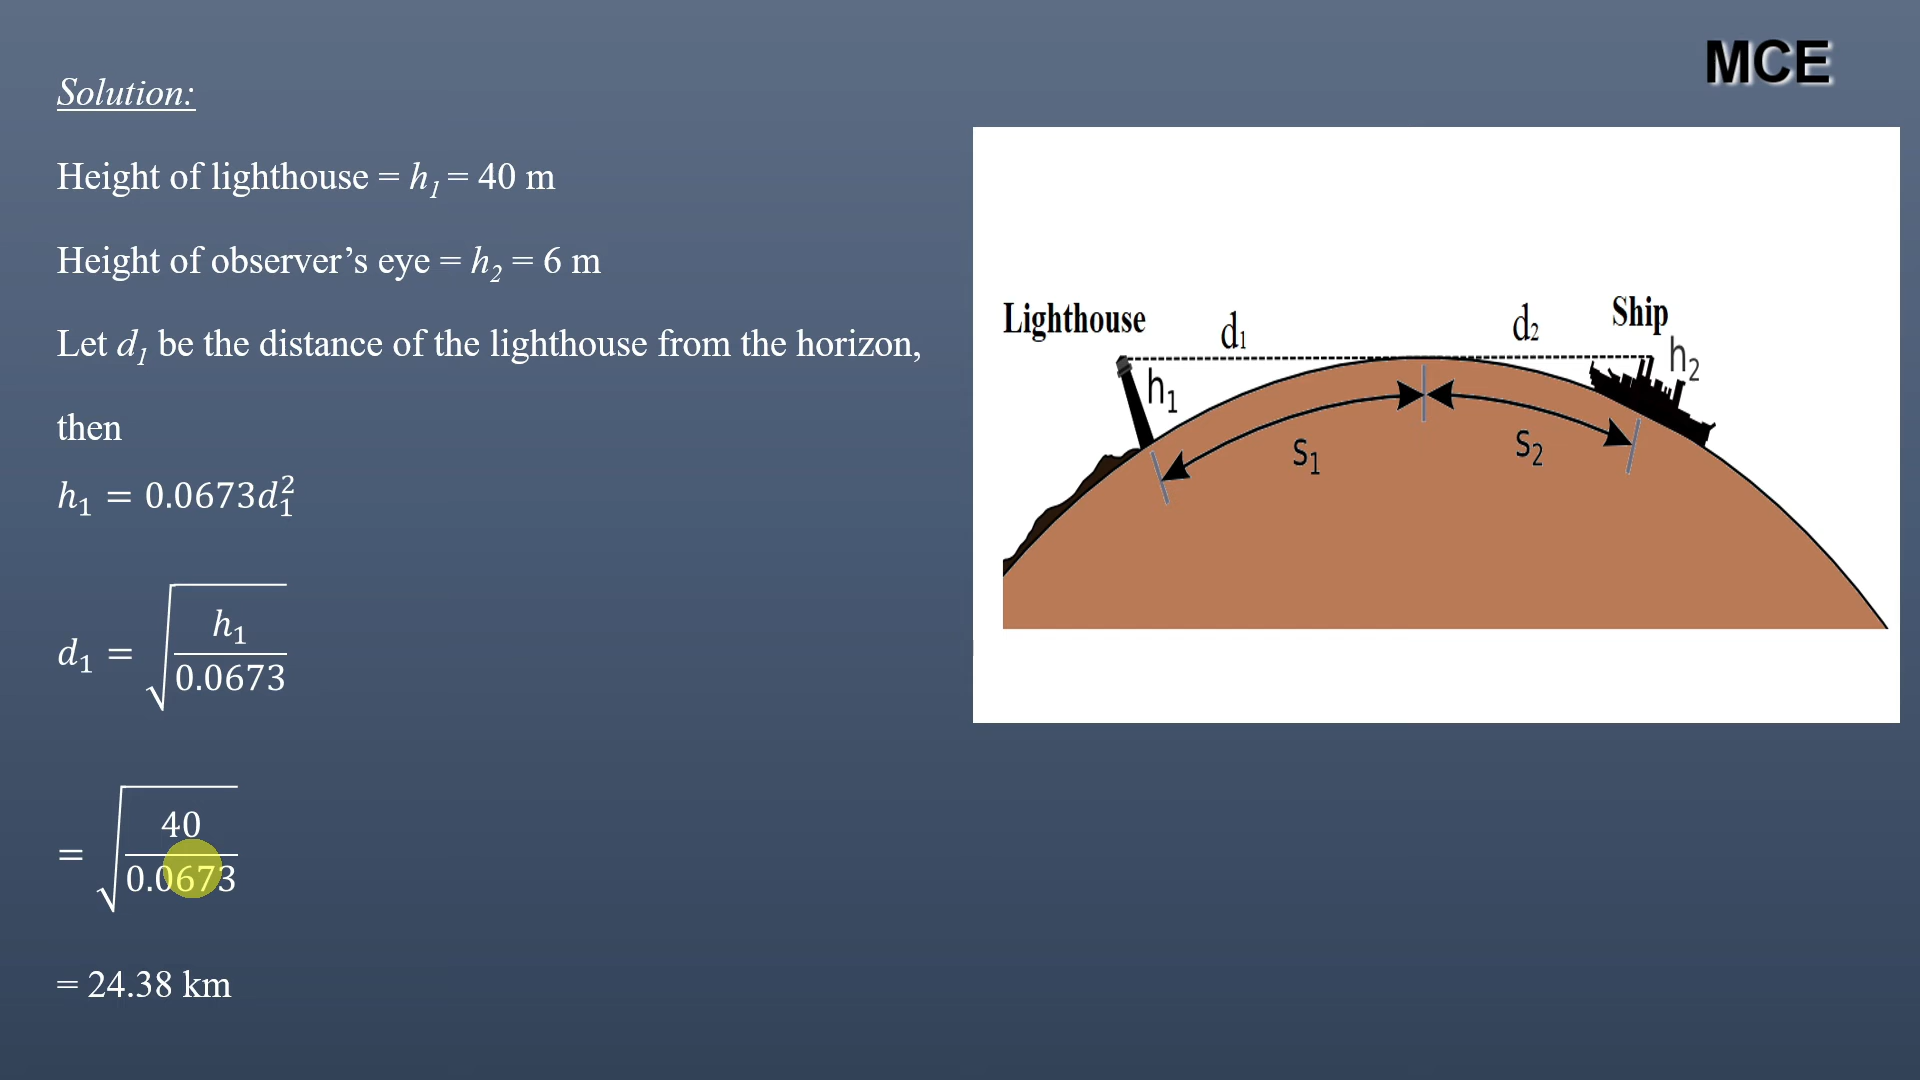 MCE
Solution:
Height of lighthouse = h₁ = 40 m
Height of observer’s eye = h₂ = 6 m
Let d₁ be the distance of the lighthouse from the horizon,
then
h₁ = 0.0673d₁²
d₁ = √(h₁/0.0673)
= √(40/0.0673)
= 24.38 km
Lighthouse
d₁
d₂
Ship
h₁
h₂
S₁
S₂